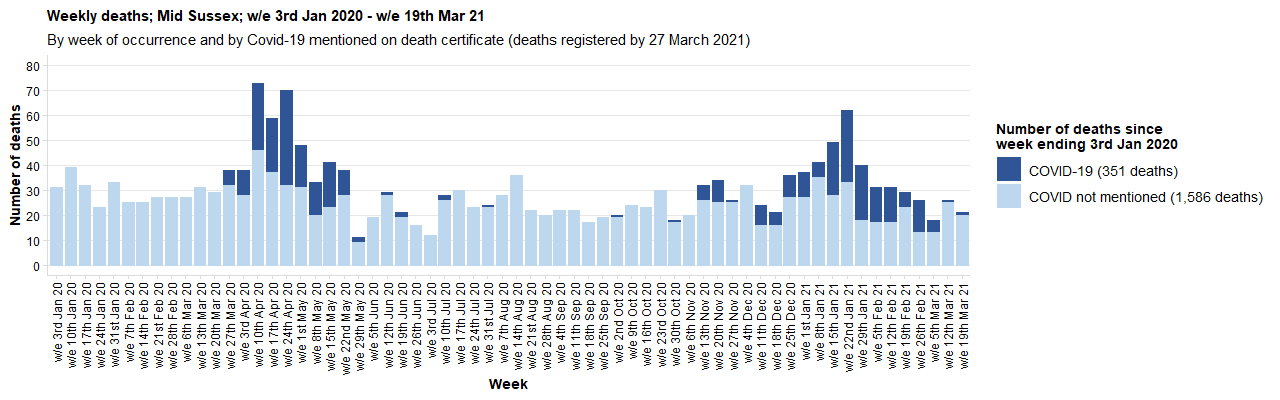 Weekly deaths; Mid Sussex; w/e 3rd Jan 2020 - w/e 19th Mar 21
By week of occurrence and by Covid-19 mentioned on death certificate (deaths registered by 27 March 2021)
Number of deaths
80
70
60
50
40
30
20
10
0
w/e 3rd Jan 20
w/e 10th Jan 20
w/e 17th Jan 20
w/e 24th Jan 20
w/e 31st Jan 20
w/e 7th Feb 20
w/e 14th Feb 20
w/e 21st Feb 20
w/e 28th Feb 20
w/e 6th Mar 20
w/e 13th Mar 20
w/e 20th Mar 20
w/e 27th Mar 20
w/e 3rd Apr 20
w/e 10th Apr 20
w/e 17th Apr 20
w/e 24th Apr 20
w/e 1st May 20
w/e 8th May 20
w/e 15th May 20
w/e 22nd May 20
w/e 29th May 20
w/e 5th Jun 20
w/e 12th Jun 20
w/e 19th Jun 20
w/e 26th Jun 20
w/e 3rd Jul 20
w/e 10th Jul 20
w/e 17th Jul 20
w/e 24th Jul 20
w/e 31st Jul 20
w/e 7th Aug 20
w/e 14th Aug 20
w/e 21st Aug 20
w/e 28th Aug 20
w/e 4th Sep 20
w/e 11th Sep 20
w/e 18th Sep 20
w/e 25th Sep 20
w/e 2nd Oct 20
w/e 9th Oct 20
w/e 16th Oct 20
w/e 23rd Oct 20
w/e 30th Oct 20
w/e 6th Nov 20
w/e 13th Nov 20
w/e 20th Nov 20
w/e 27th Nov 20
w/e 4th Dec 20
w/e 11th Dec 20
w/e 18th Dec 20
w/e 25th Dec 20
w/e 1st Jan 21
w/e 8th Jan 21
w/e 15th Jan 21
w/e 22nd Jan 21
w/e 29th Jan 21
w/e 5th Feb 21
w/e 12th Feb 21
w/e 19th Feb 21
w/e 26th Feb 21
w/e 5th Mar 21
w/e 12th Mar 21
w/e 19th Mar 21
Week
Number of deaths since
week ending 3rd Jan 2020
COVID-19 (351 deaths)
COVID not mentioned (1,586 deaths)